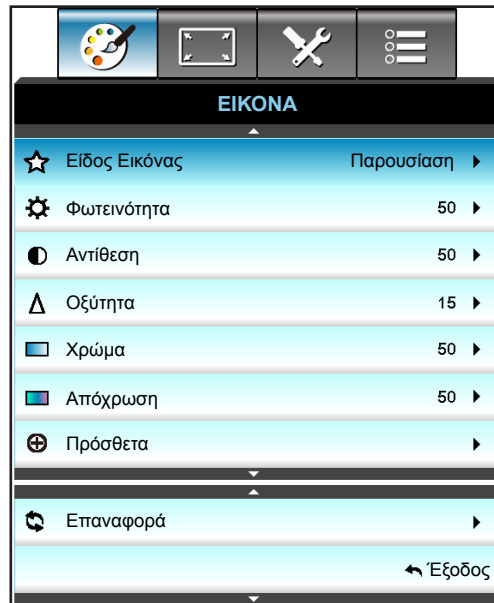 ΕΙΚΟΝΑ
Είδος Εικόνας Παρουσίαση
Φωτεινότητα 50
Αντίθεση 50
Οξύτητα 15
Χρώμα 50
Απόχρωση 50
Πρόσθετα
Επαναφορά
Έξοδος